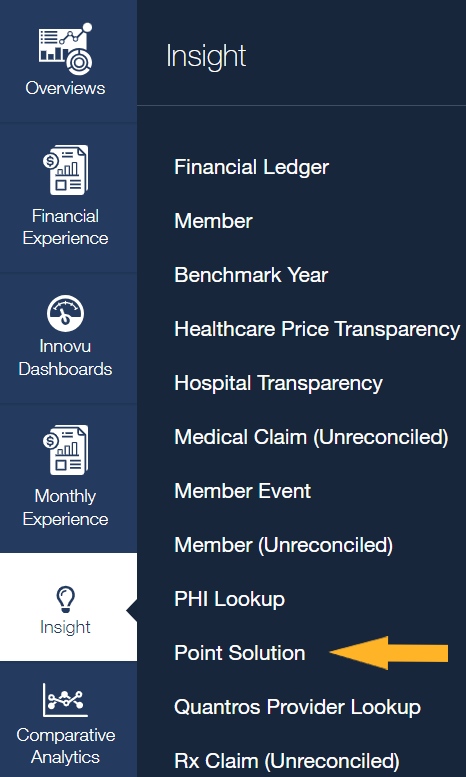 Overviews
Financial
Experience
Innovu
Dashboards
Monthly
Experience
Insight
Comparative
Analytics
Insight
Financial Ledger
Member
Benchmark Year
Healthcare Price Transparency
Hospital Transparency
Medical Claim (Unreconciled)
Member Event
Member (Unreconciled)
PHI Lookup
Point Solution
Quantros Provider Lookup
Rx Claim (Unreconciled)